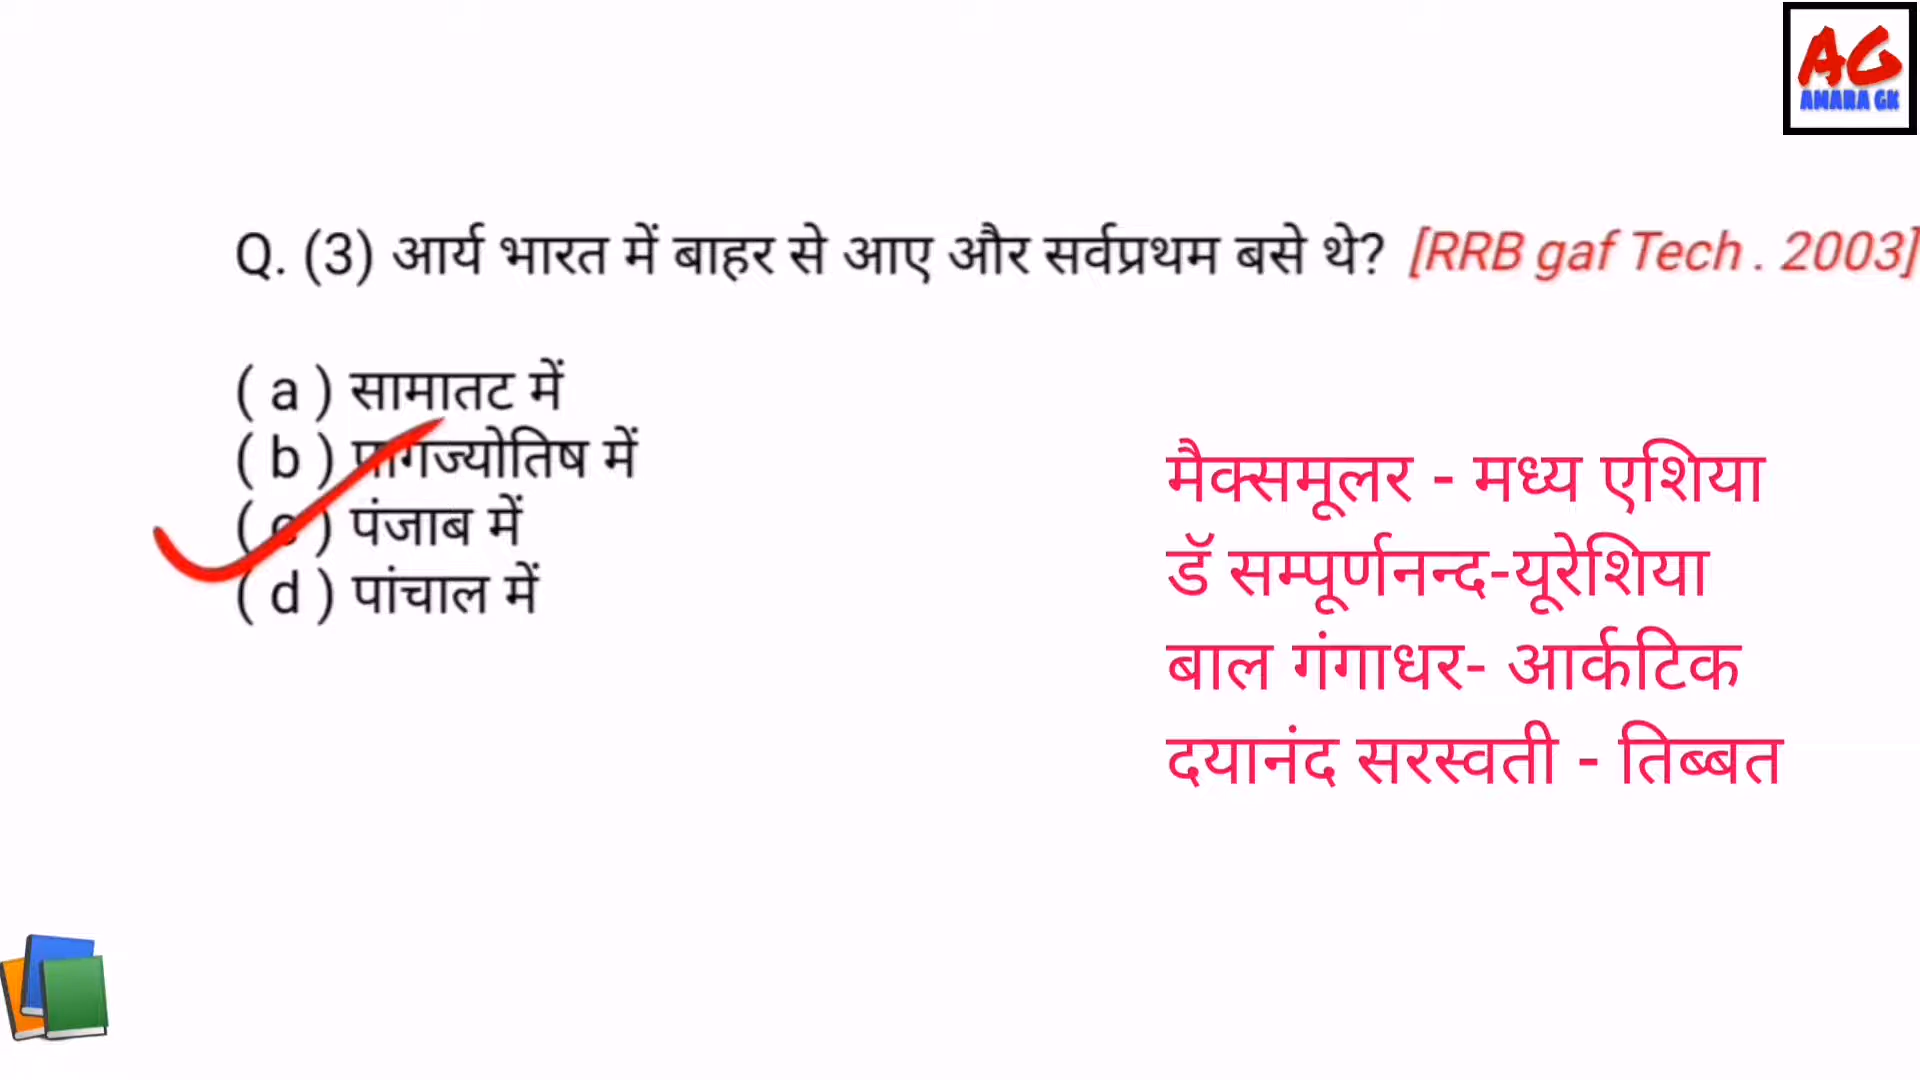 AG
AMARA GK
Q. (3) आर्य भारत में बाहर से आए और सर्वप्रथम बसे थे? [RRB gaf Tech . 2003]
( a ) सामातट में
( b ) प्रागज्योतिष में
( c ) पंजाब में
( d ) पांचाल में
मैक्समूलर - मध्य एशिया
डॅ सम्पूर्णनन्द-यूरेशिया
बाल गंगाधर- आर्कटिक
दयानंद सरस्वती - तिब्बत